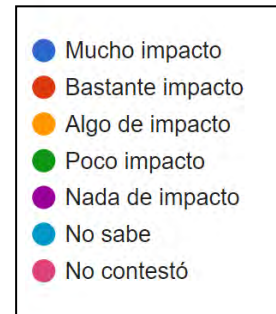 Mucho impacto
Bastante impacto
Algo de impacto
Poco impacto
Nada de impacto
No sabe
No contestó